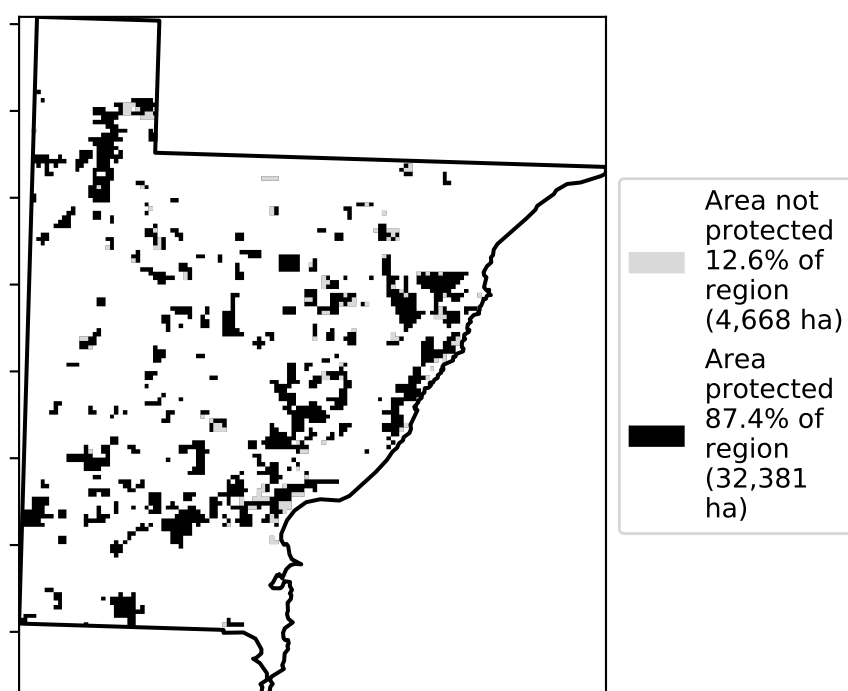 Area not
protected
12.6% of
region
(4,668 ha)
Area
protected
87.4% of
region
(32,381
ha)